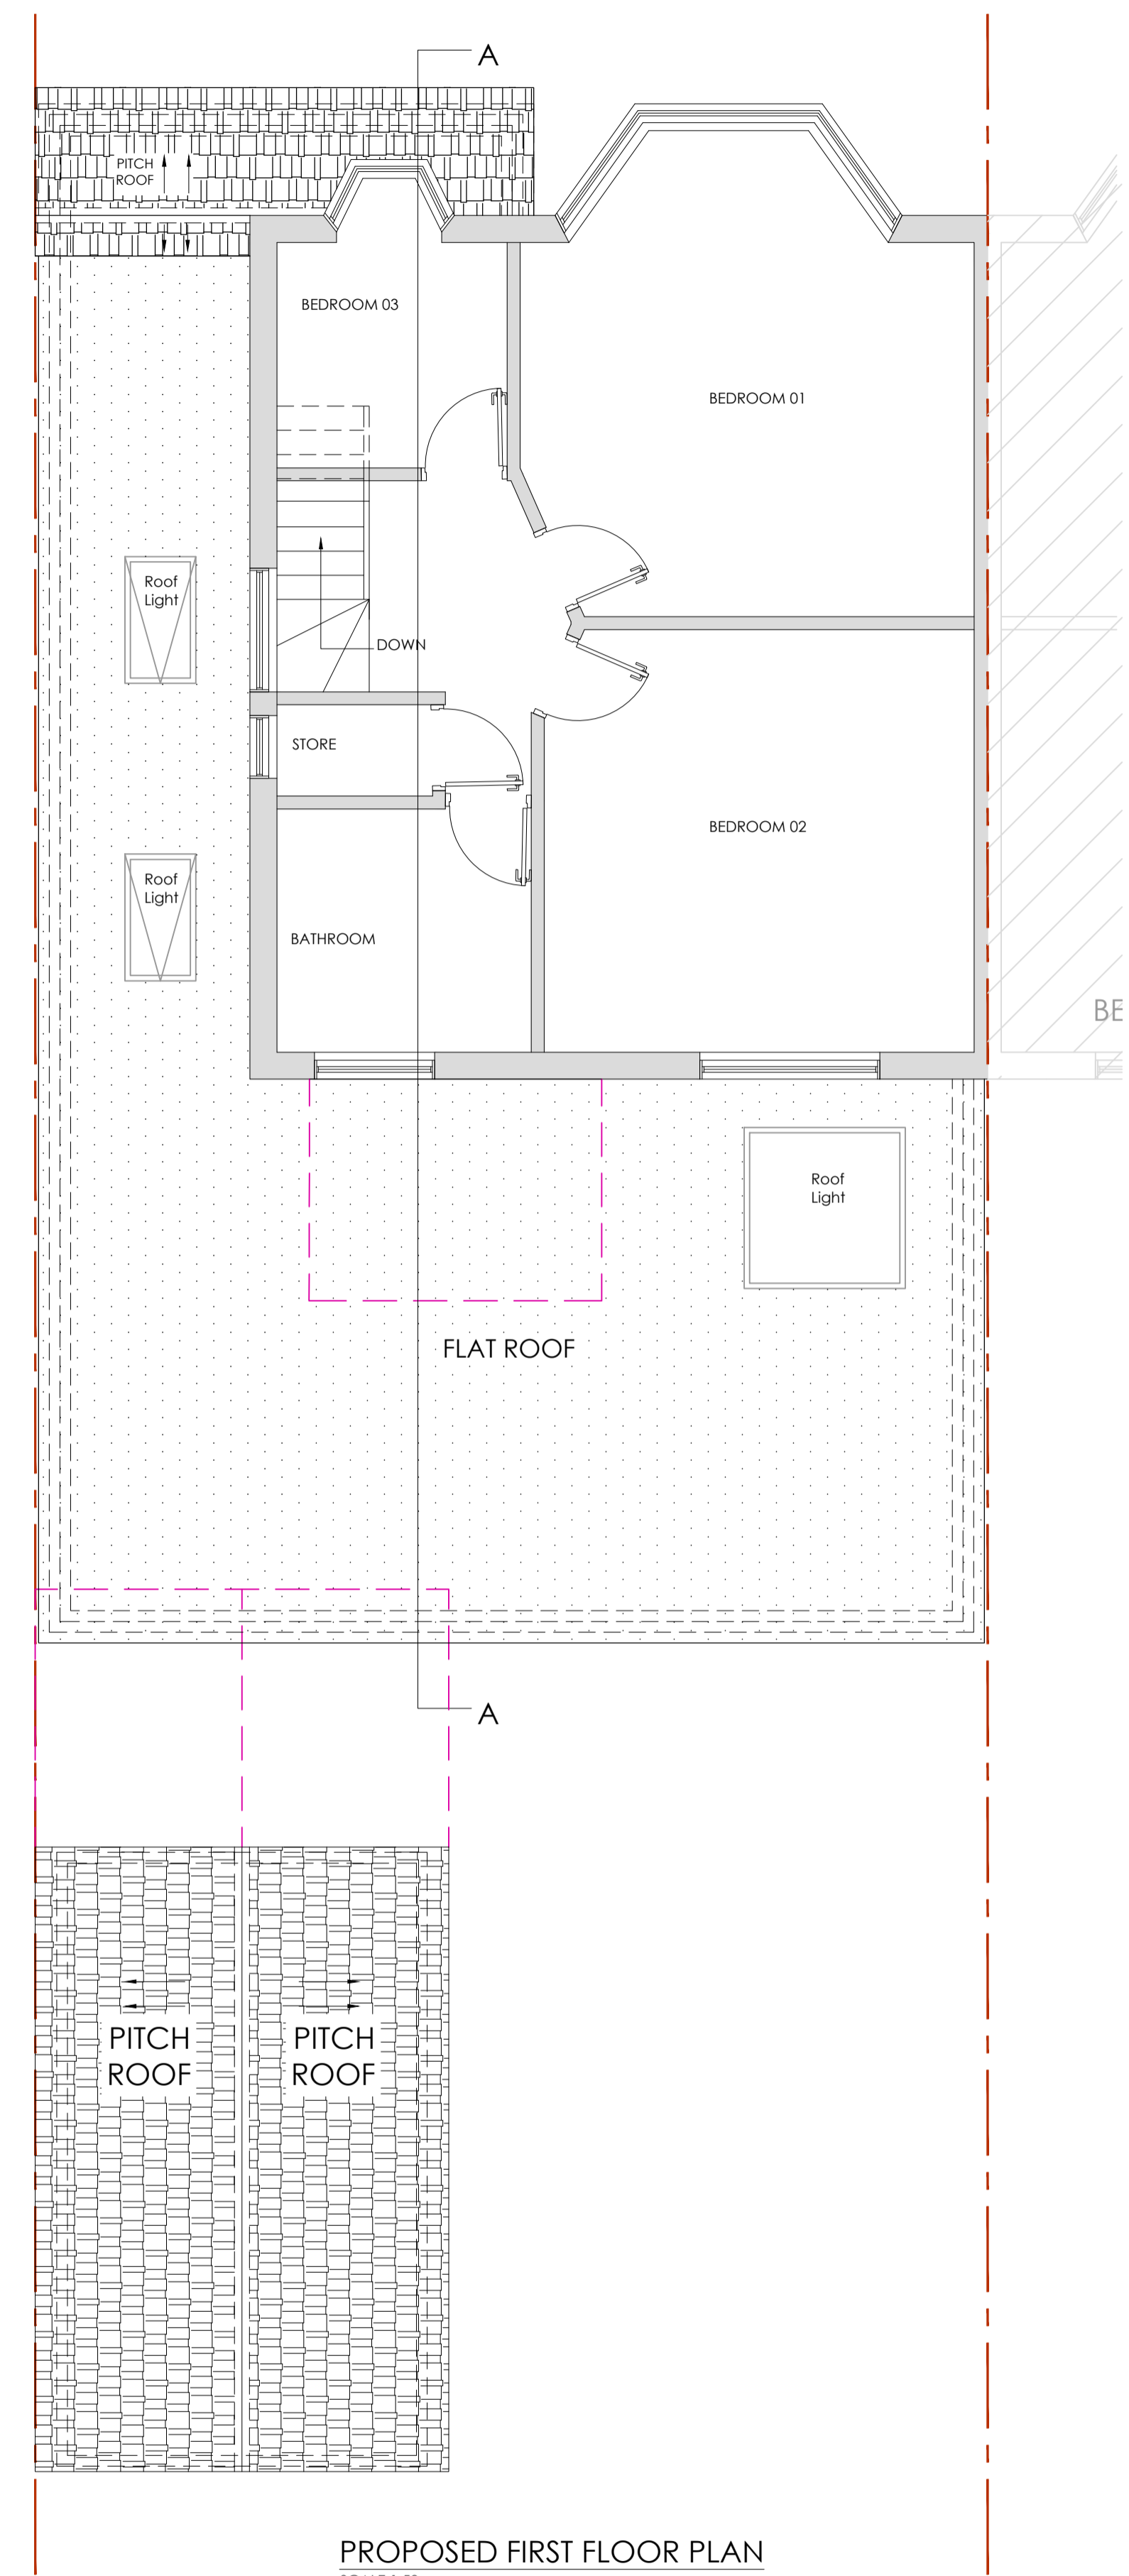 A
PITCH
ROOF
BEDROOM 03
BEDROOM 01
Roof
Light
DOWN
STORE
BEDROOM 02
Roof
Light
BATHROOM
BE
Roof
Light
FLAT ROOF
A
PITCH
ROOF
PITCH
ROOF
PROPOSED FIRST FLOOR PLAN